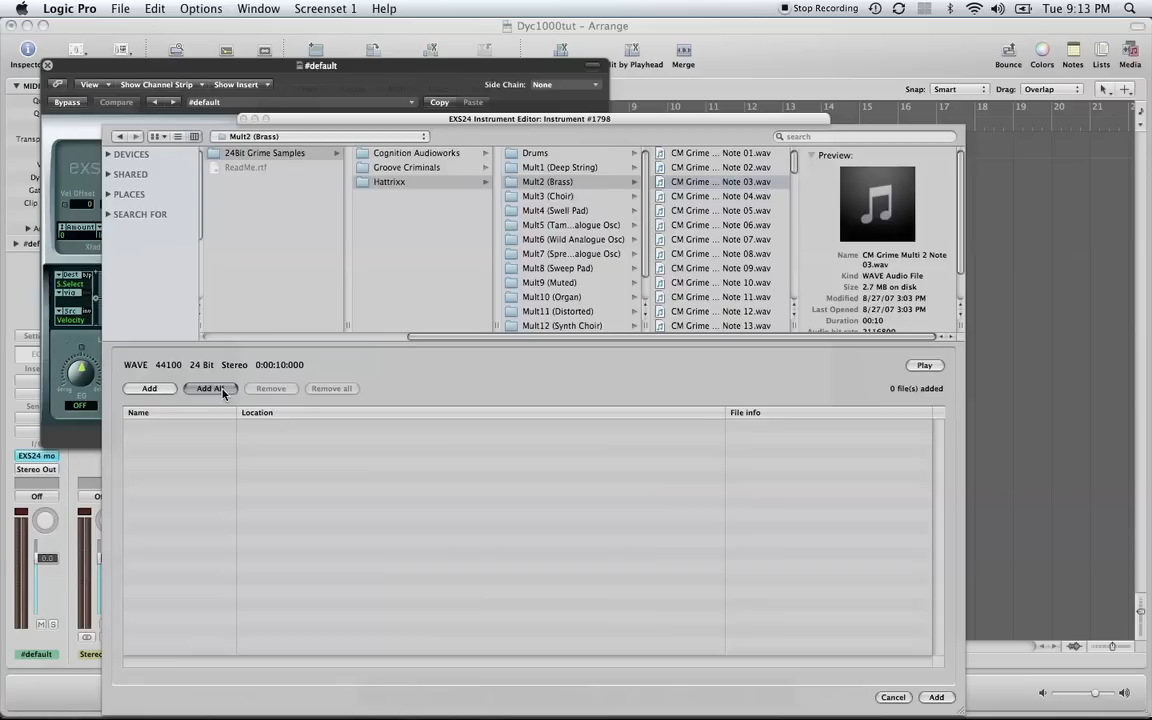 Logic Pro File Edit Options Window Screenset 1 Help Stop Recording Tue 9:13 PM
Dyc1000tut - Arrange
Bounce Colors Notes Lists Media
Merge
#default
View Show Channel Strip Show Insert Side Chain: None
Bypass Compare #default Copy Paste
Snap: Smart Drag: Overlap
9 10 11 12 13 14 15 16 17 18 19 20 21
EXS24 Instrument Editor: Instrument #1798
Mult2 (Brass) search
DEVICES
SHARED
PLACES
SEARCH FOR
24Bit Grime Samples
ReadMe.rtf
Cognition Audioworks
Groove Criminals
Hattrixx
Drums
Mult1 (Deep String)
Mult2 (Brass)
Mult3 (Choir)
Mult4 (Swell Pad)
Mult5 (Tam...alogue Osc)
Mult6 (Wild Analogue Osc)
Mult7 (Spre...alogue Osc)
Mult8 (Sweep Pad)
Mult9 (Muted)
Mult10 (Organ)
Mult11 (Distorted)
Mult12 (Synth Choir)
CM Grime ... Note 01.wav
CM Grime ... Note 02.wav
CM Grime ... Note 03.wav
CM Grime ... Note 04.wav
CM Grime ... Note 05.wav
CM Grime ... Note 06.wav
CM Grime ... Note 07.wav
CM Grime ... Note 08.wav
CM Grime ... Note 09.wav
CM Grime ... Note 10.wav
CM Grime ... Note 11.wav
CM Grime ... Note 12.wav
CM Grime ... Note 13.wav
Preview:
Name CM Grime Multi 2 Note 03.wav
Kind WAVE Audio File
Size 2.7 MB on disk
Modified 8/27/07 3:03 PM
Last Opened 8/27/07 3:03 PM
Duration 00:10
WAVE 44100 24 Bit Stereo 0:00:10:000 Play
Add Add All Remove Remove all 0 file(s) added
Name Location File info
Vel Offset
0
S.Select
Velocity
EG
OFF
EXS24 mo
Stereo Out
Off
0.0
M S
#default
Cancel Add